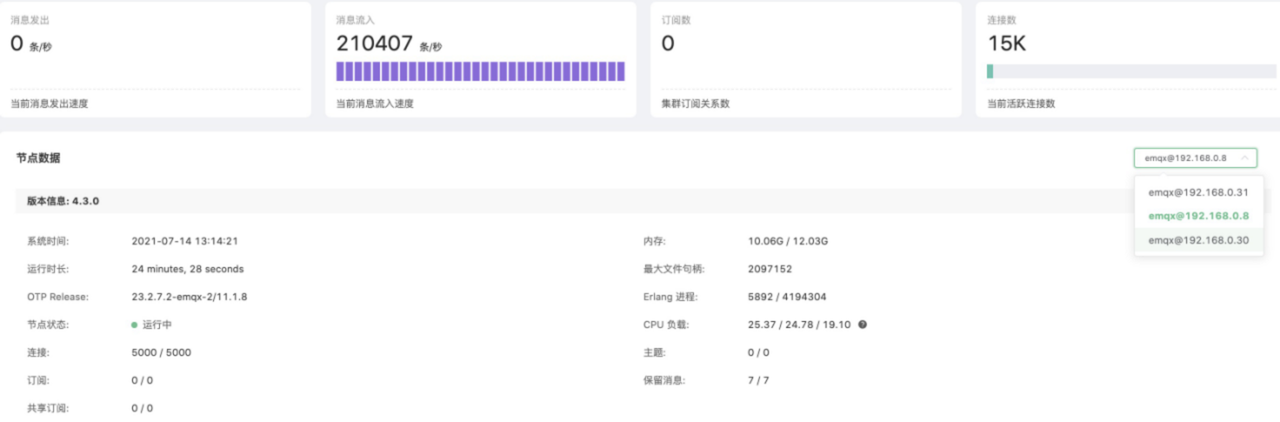 消息发出 消息流入 订阅数 连接数
0 条/秒 210407 条/秒 0 15K
当前消息发出速度 当前消息流入速度 集群订阅关系数 当前活跃连接数
节点数据 emqx@192.168.0.8
emqx@192.168.0.31
版本信息: 4.3.0
emqx@192.168.0.8
系统时间: 2021-07-14 13:14:21 内存: 10.06G / 12.03G emqx@192.168.0.30
运行时长: 24 minutes, 28 seconds 最大文件句柄: 2097152
OTP Release: 23.2.7.2-emqx-2/11.1.8 Erlang 进程: 5892 / 4194304
节点状态: 运行中 CPU 负载: 25.37 / 24.78 / 19.10 ?
连接: 5000 / 5000 主题: 0 / 0
订阅: 0 / 0 保留消息: 7 / 7
共享订阅: 0 / 0